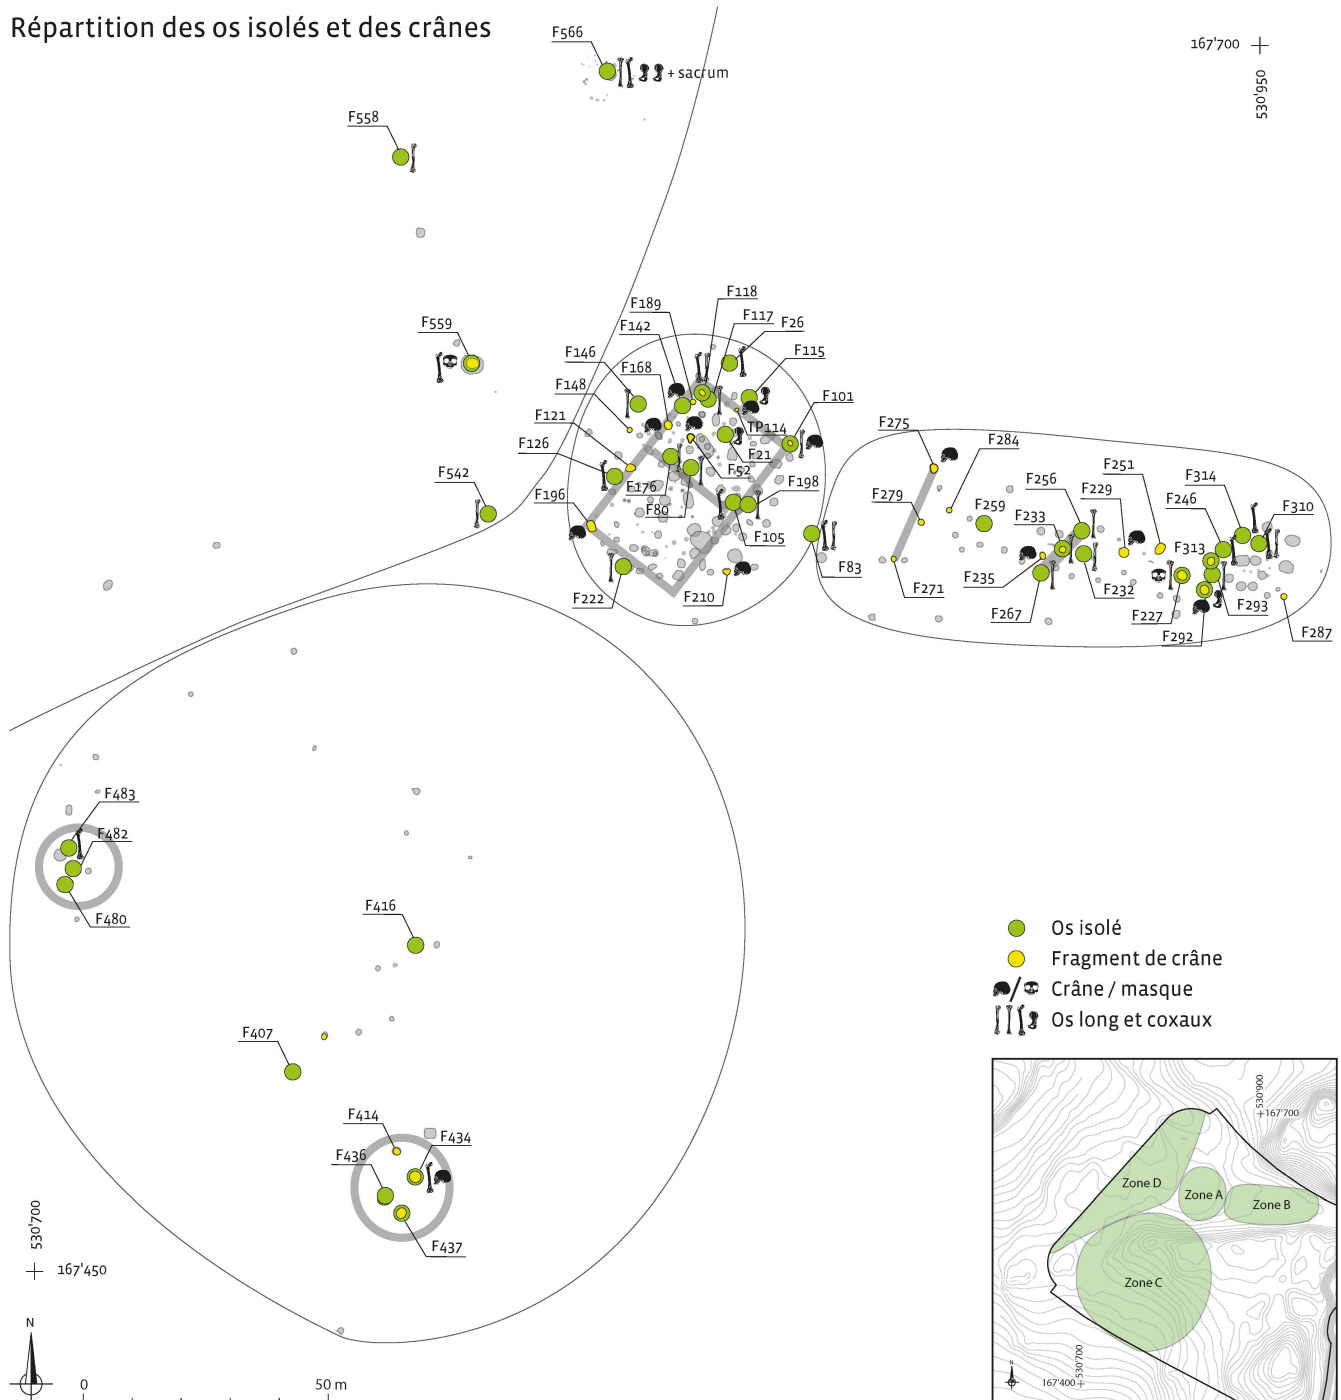 Répartition des os isolés et des crânes
F566
+ sacrum
167'700
530'950
F558
F559
F542
F118
F189
F117
F26
F142
F115
F146
F168
F148
F101
F121
TP114
F126
F21
F52
F176
F198
F196
F80
F105
F83
F222
F210
F275
F284
F279
F259
F256
F251
F314
F229
F246
F310
F233
F313
F235
F271
F232
F267
F227
F293
F292
F287
F483
F482
F480
F416
F407
F414
F434
F436
F437
Os isolé
Fragment de crâne
Crâne / masque
Os long et coxaux
530'700
167'450
N
0
50 m
530'900
167'700
Zone D
Zone A
Zone B
Zone C
N
530'700
167'400